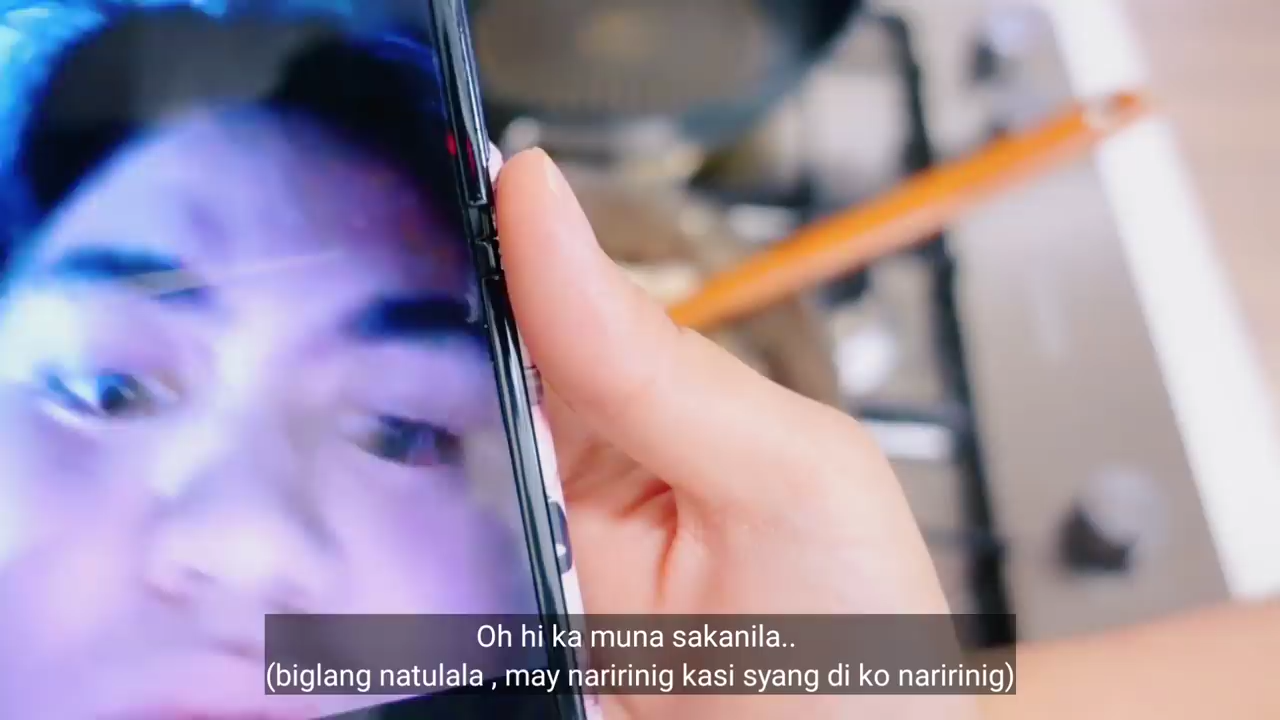 Oh hi ka muna sakanila..
(biglang natulala , may naririnig kasi syang di ko naririnig)